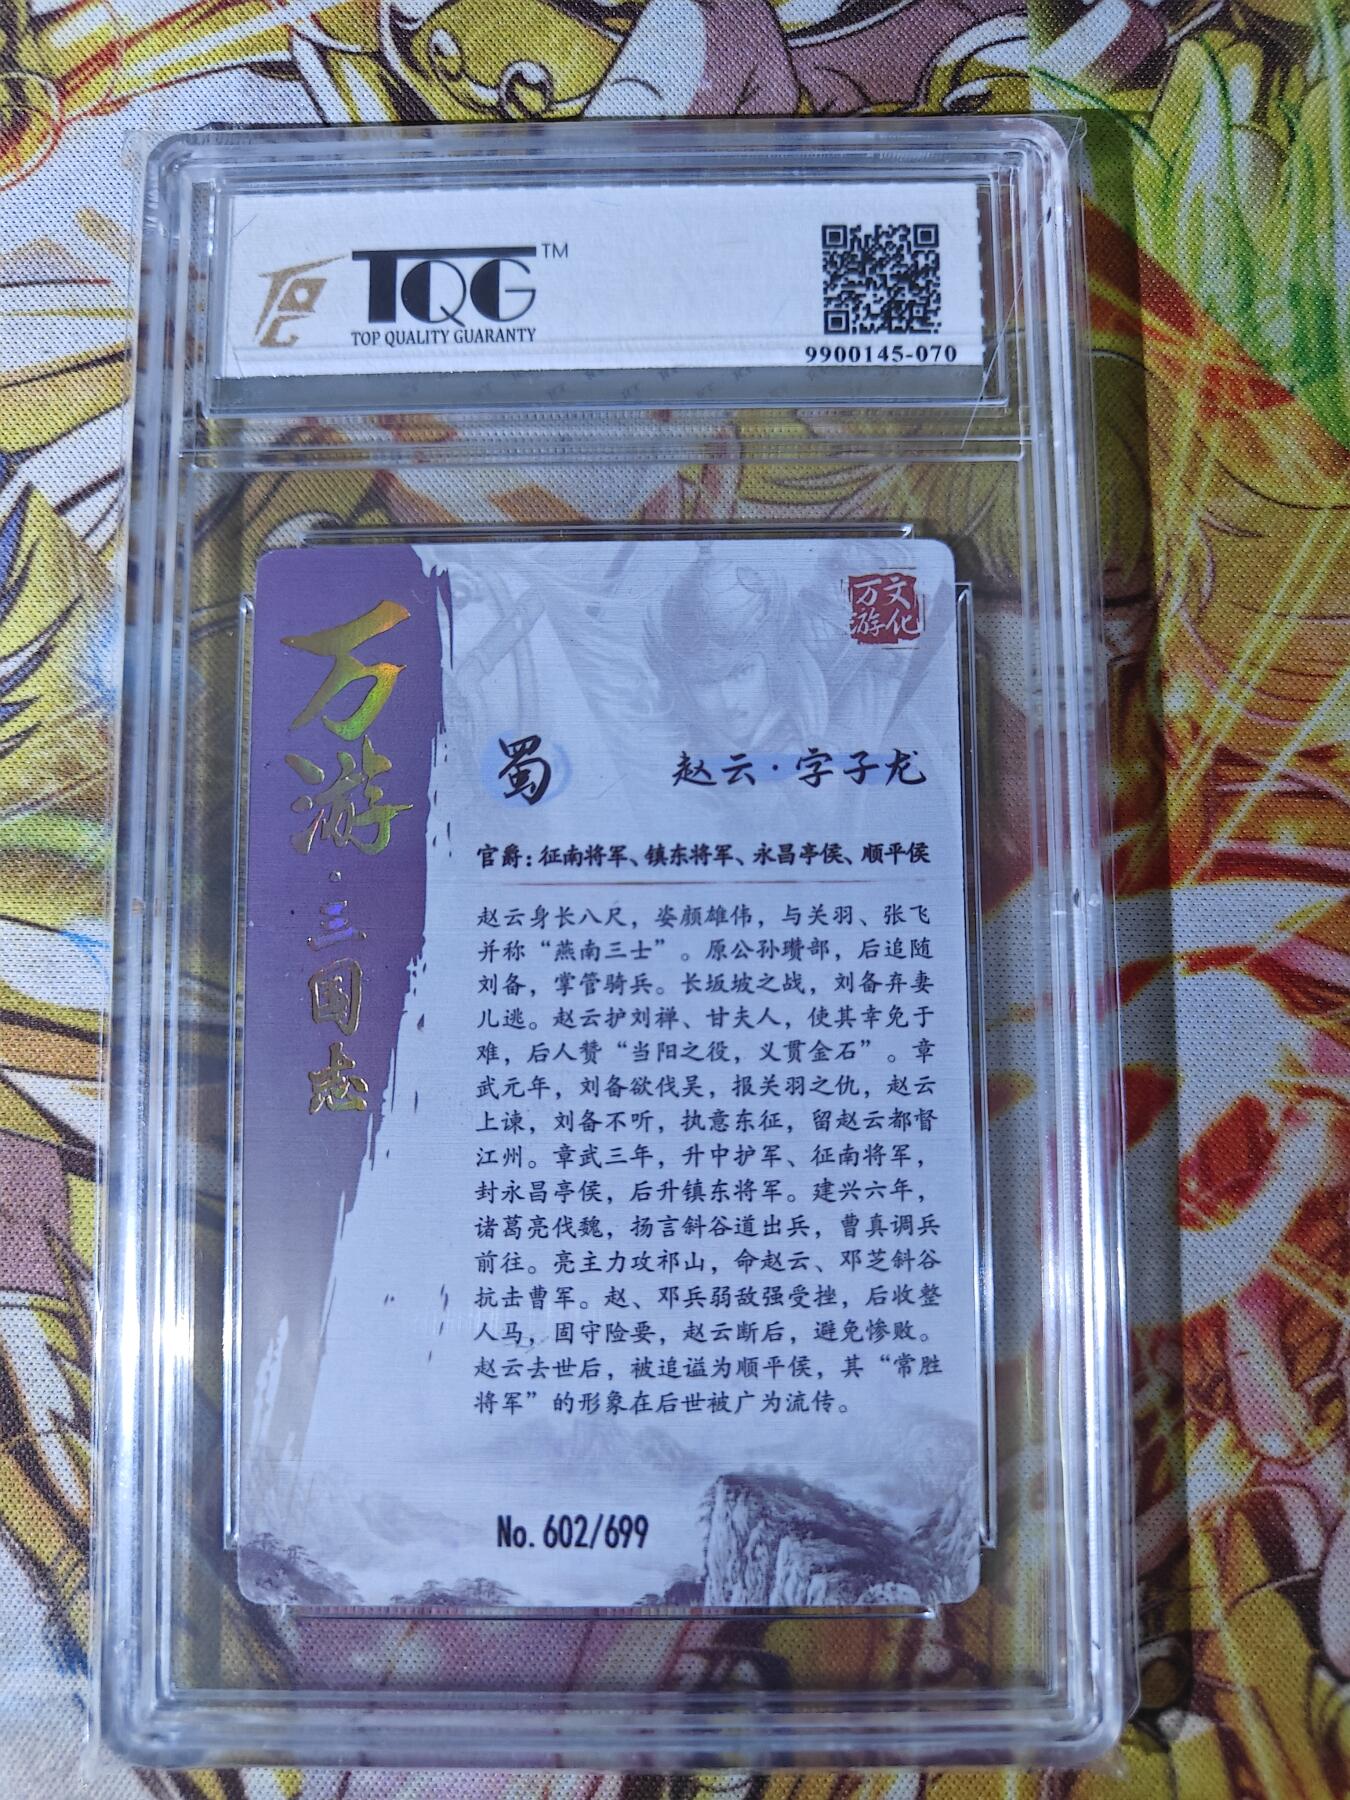 TQG™
TOP QUALITY GUARANTY
9900145-070
万游·三国志
万游
文化
蜀
赵云·字子龙
官爵：征南将军、镇东将军、永昌亭侯、顺平侯
赵云身长八尺，姿颜雄伟，与关羽、张飞
并称“燕南三士”。原公孙瓒部，后追随
刘备，掌管骑兵。长坂坡之战，刘备弃妻
儿逃。赵云护刘禅、甘夫人，使其幸免于
难，后人赞“当阳之役，义贯金石”。章
武元年，刘备欲伐吴，报关羽之仇，赵云
上谏，刘备不听，执意东征，留赵云都督
江州。章武三年，升中护军、征南将军，
封永昌亭侯，后升镇东将军。建兴六年，
诸葛亮伐魏，扬言斜谷道出兵，曹真调兵
前往。亮主力攻祁山，命赵云、邓芝斜谷
抗击曹军。赵、邓兵弱敌强受挫，后收整
人马，固守险要，赵云断后，避免惨败。
赵云去世后，被追谥为顺平侯，其“常胜
将军”的形象在后世被广为流传。
No.602/699